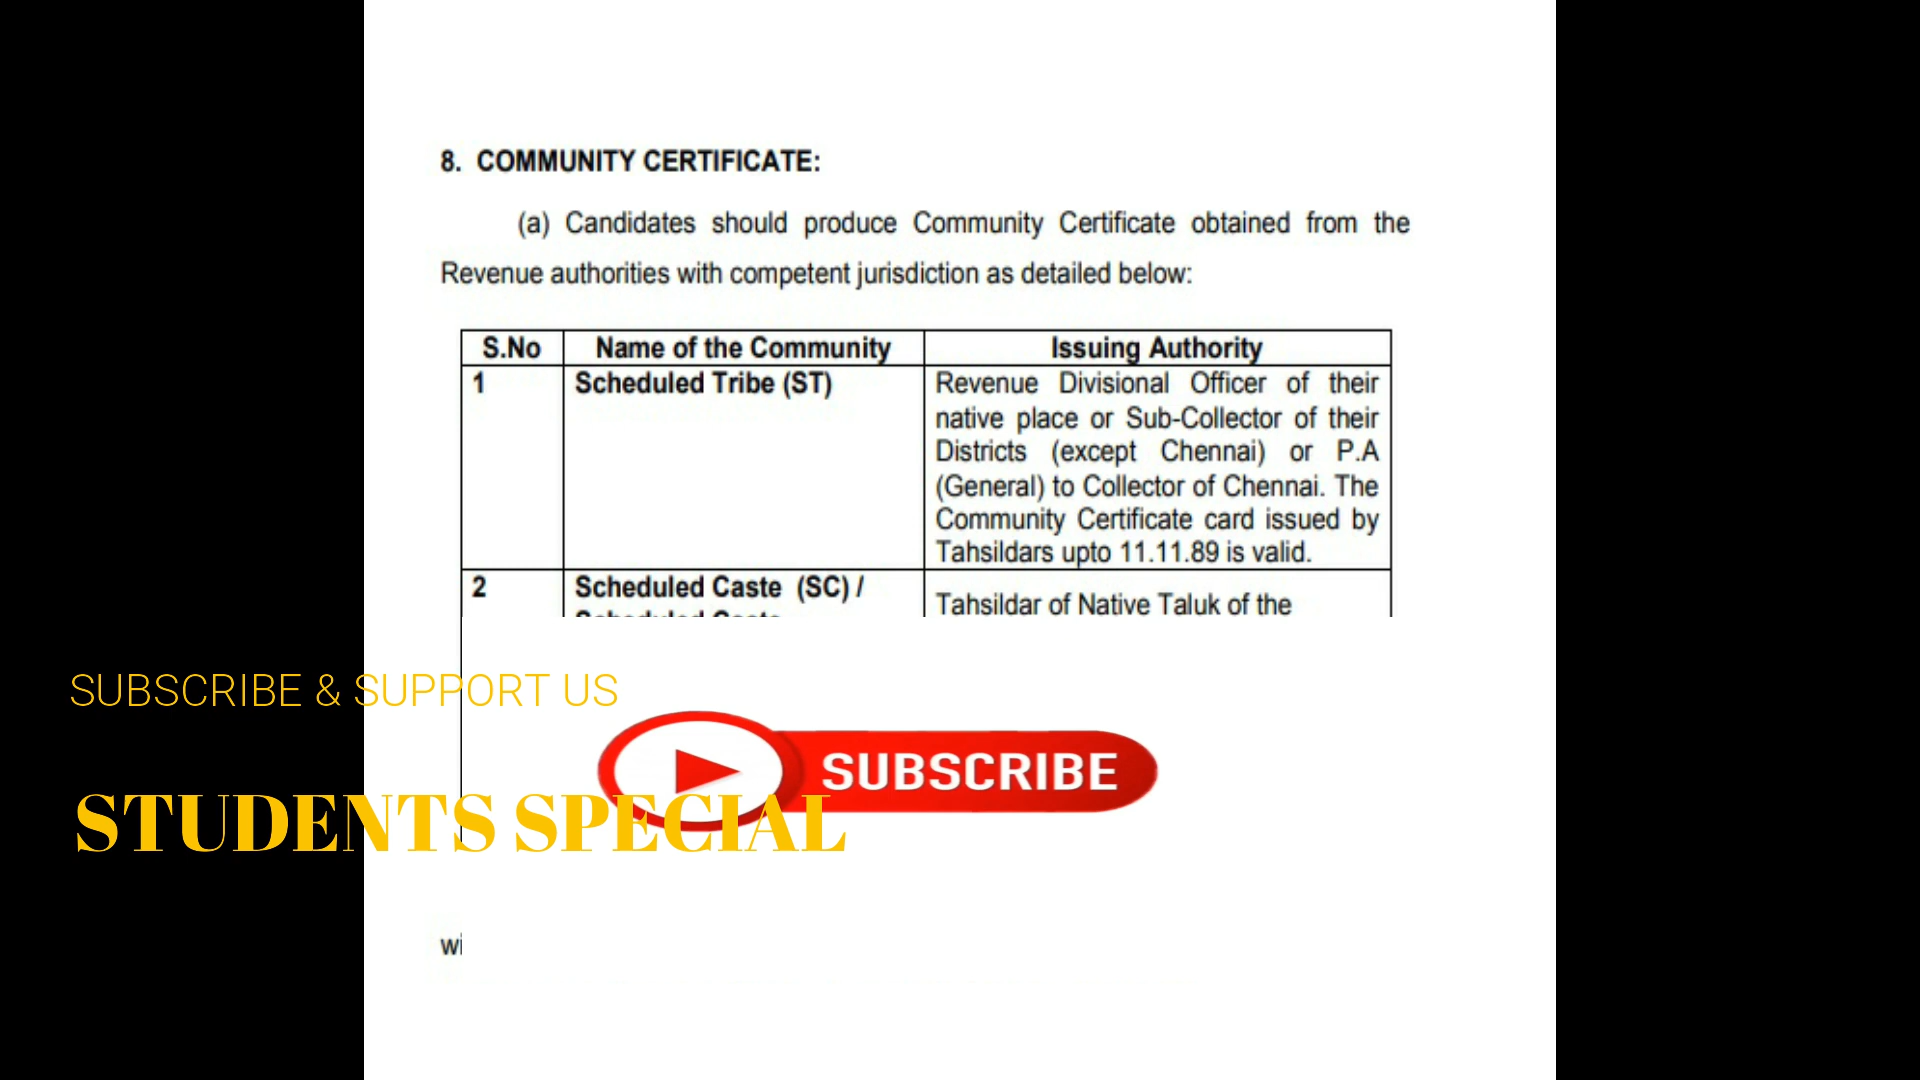 8. COMMUNITY CERTIFICATE:
(a) Candidates should produce Community Certificate obtained from the
Revenue authorities with competent jurisdiction as detailed below:
S.No Name of the Community Issuing Authority
1 Scheduled Tribe (ST) Revenue Divisional Officer of their
native place or Sub-Collector of their
Districts (except Chennai) or P.A
(General) to Collector of Chennai. The
Community Certificate card issued by
Tahsildars upto 11.11.89 is valid.
2 Scheduled Caste (SC) /
Tahsildar of Native Taluk of the
SUBSCRIBE & SUPPORT US
SUBSCRIBE
STUDENTS SPECIAL